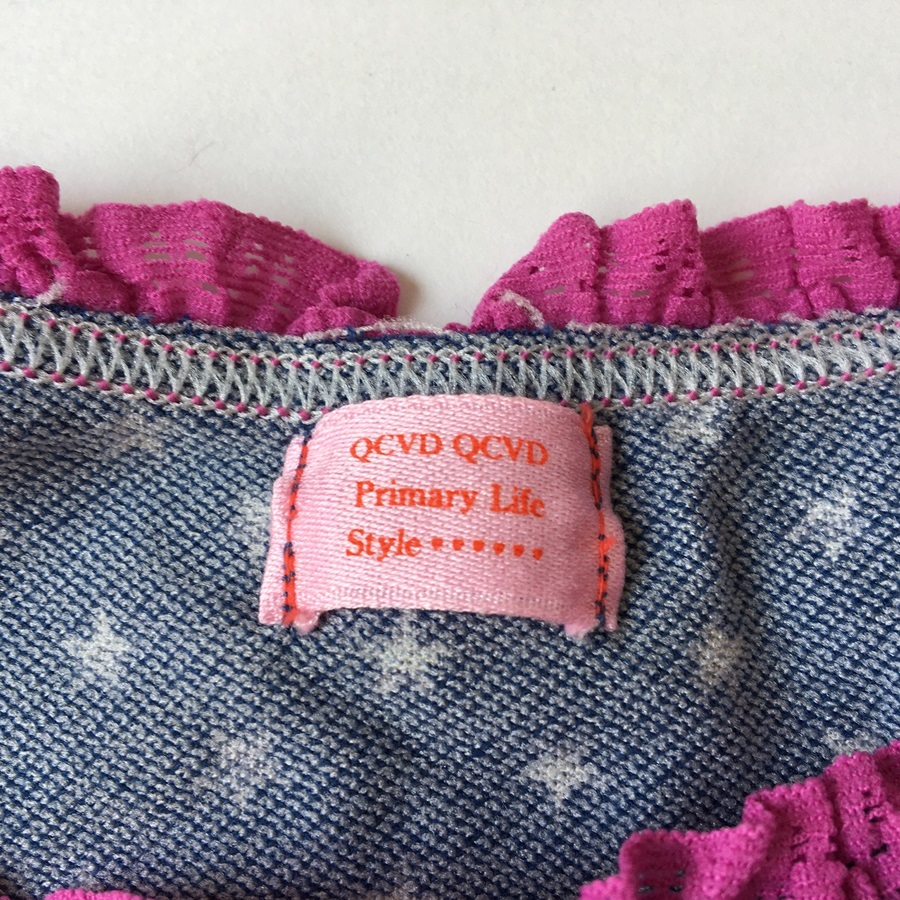 QCVD QCVD
Primary Life
Style ♥♥♥♥♥♥